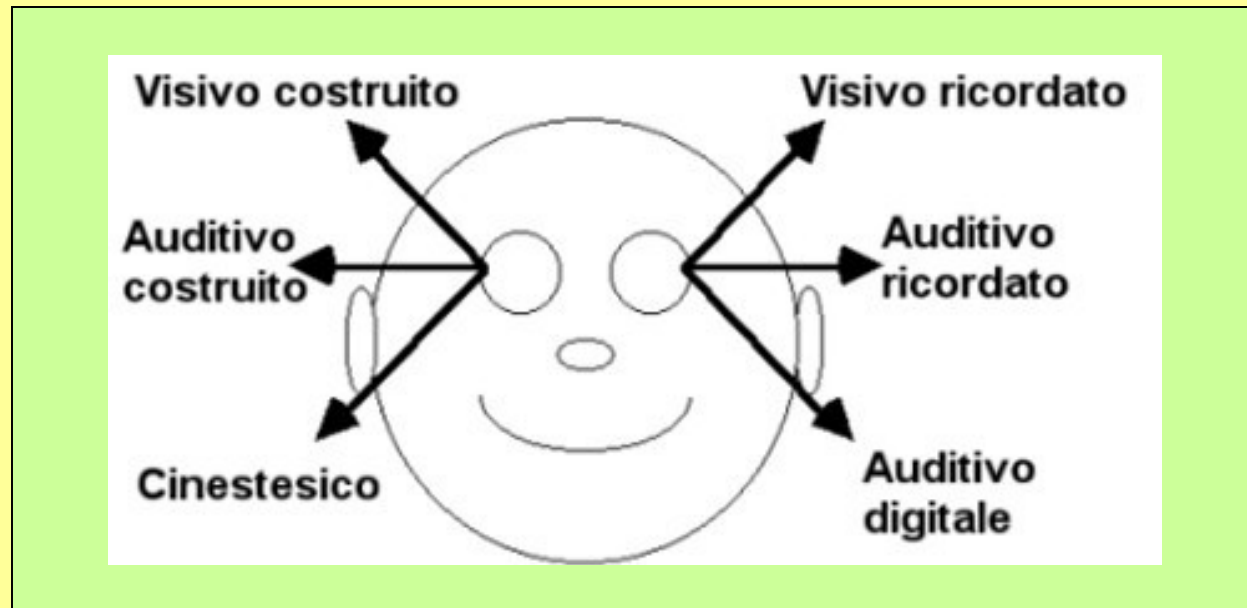 Visivo costruito
Visivo ricordato
Auditivo
costruito
Auditivo
ricordato
Cinestesico
Auditivo
digitale